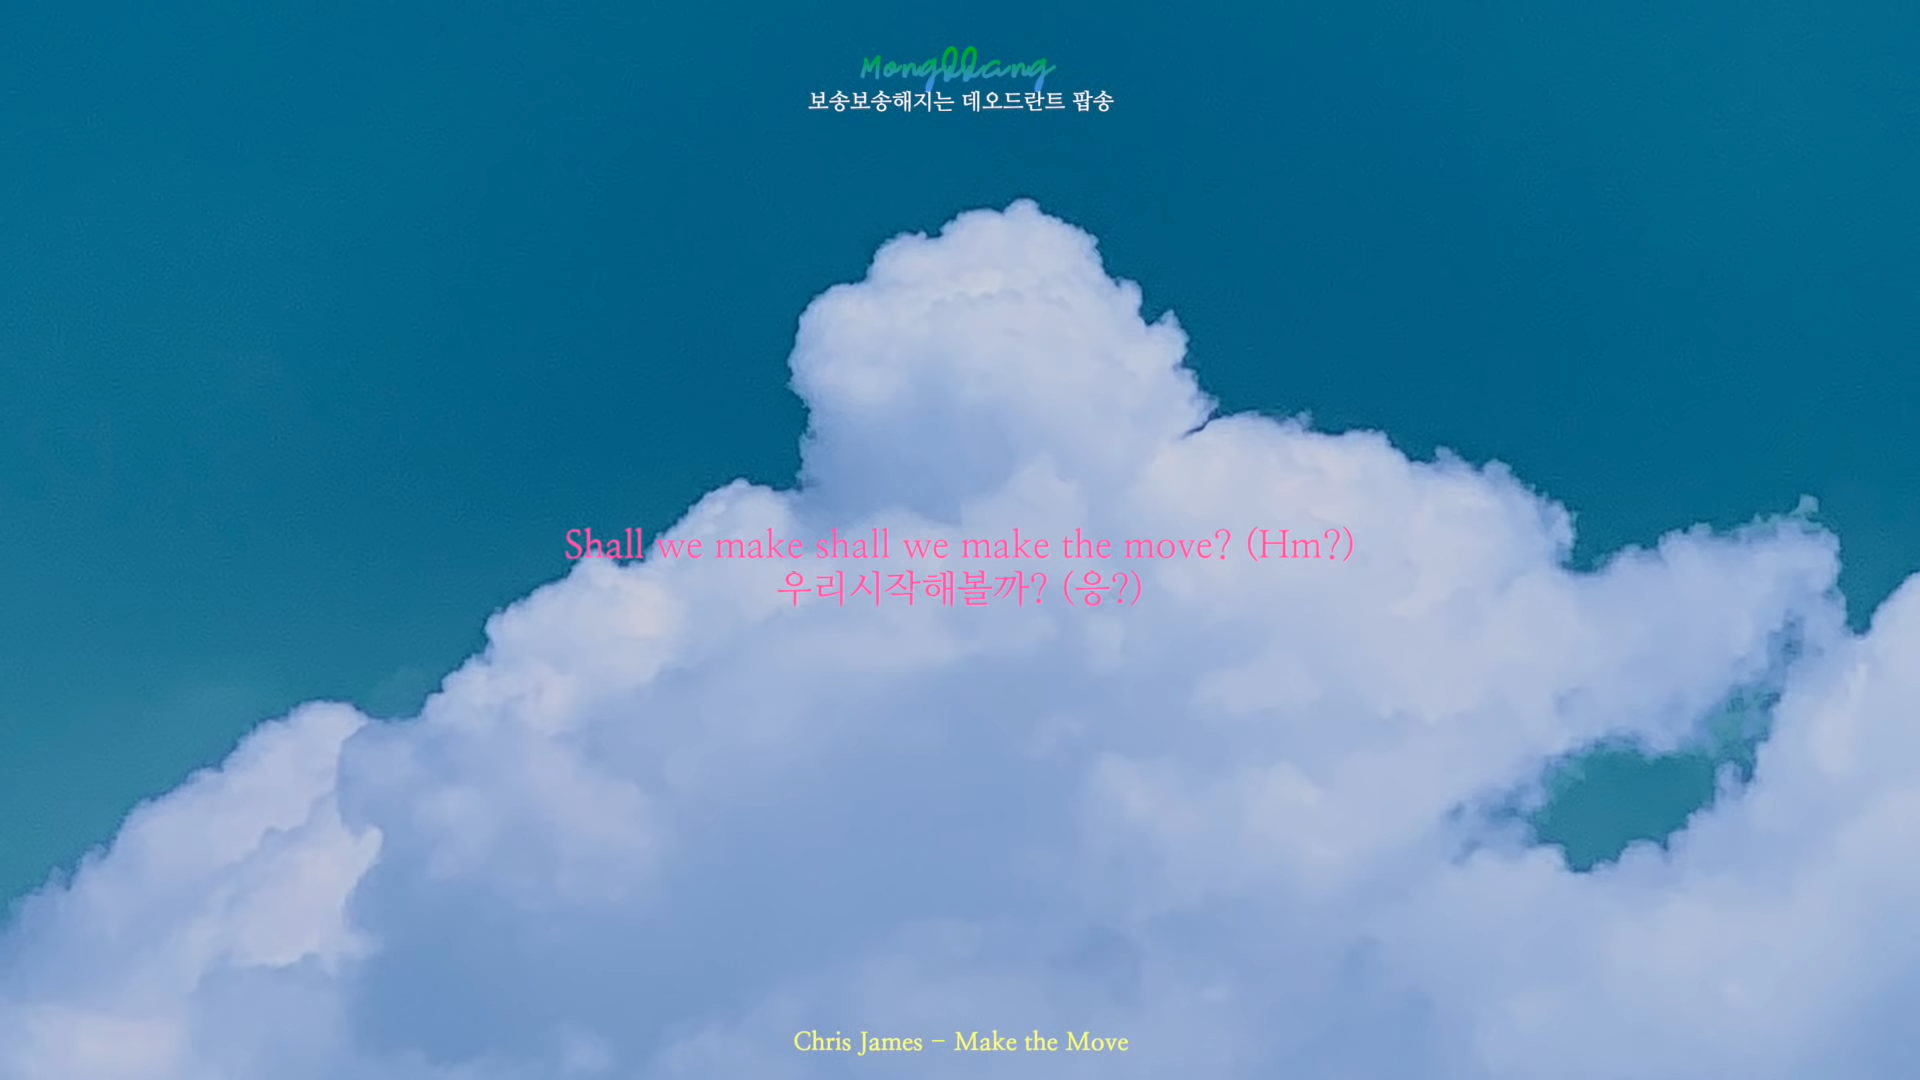 Mongllang
보송보송해지는 데오드란트 팝송
Shall we make shall we make the move? (Hm?)
우리시작해볼까? (응?)
Chris James - Make the Move